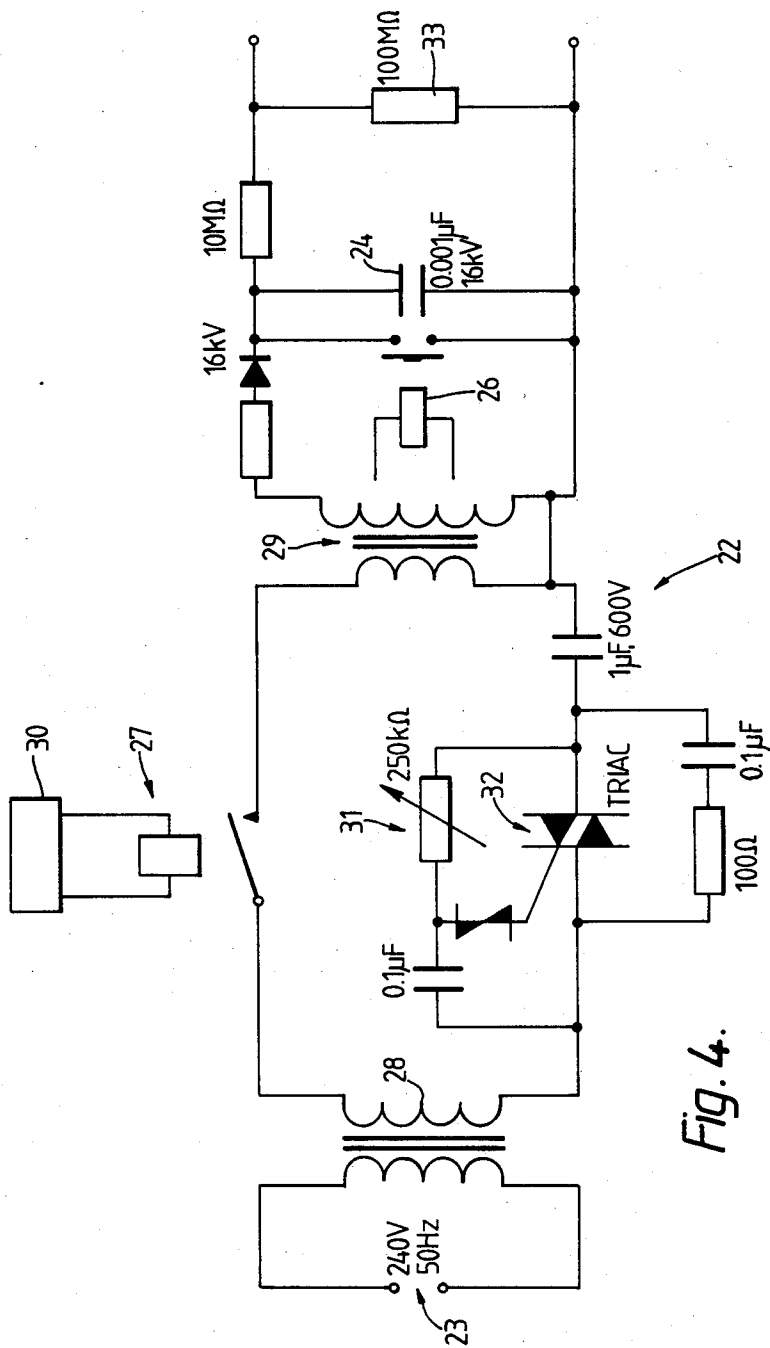 30
27
23
240V
50Hz
28
0.1µF
31
250kΩ
32
TRIAC
100Ω
0.1µF
1µF, 600V
22
29
26
16kV
24
0.001µF
16kV
10MΩ
100MΩ
33
Fig. 4.